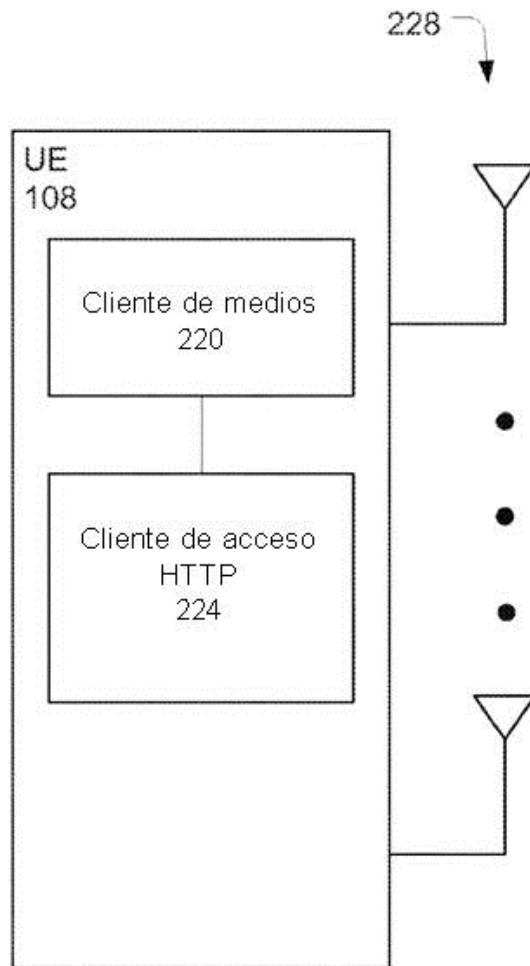 228
UE
108
Cliente de medios
220
Cliente de acceso
HTTP
224